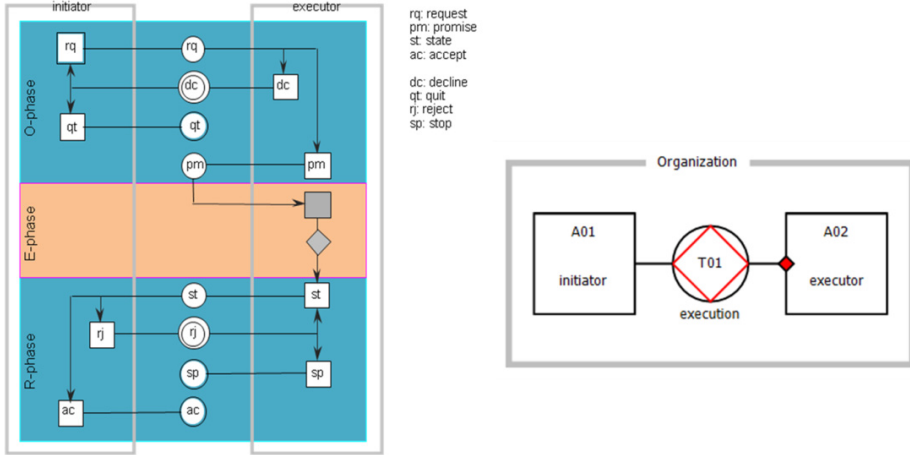 initiator
executor
O-phase
rq
rq
dc
dc
qt
qt
pm
pm
E-phase
R-phase
st
st
rj
rj
sp
sp
ac
ac
rq: request
pm: promise
st: state
ac: accept
dc: decline
qt: quit
rj: reject
sp: stop
Organization
A01
initiator
T01
execution
A02
executor